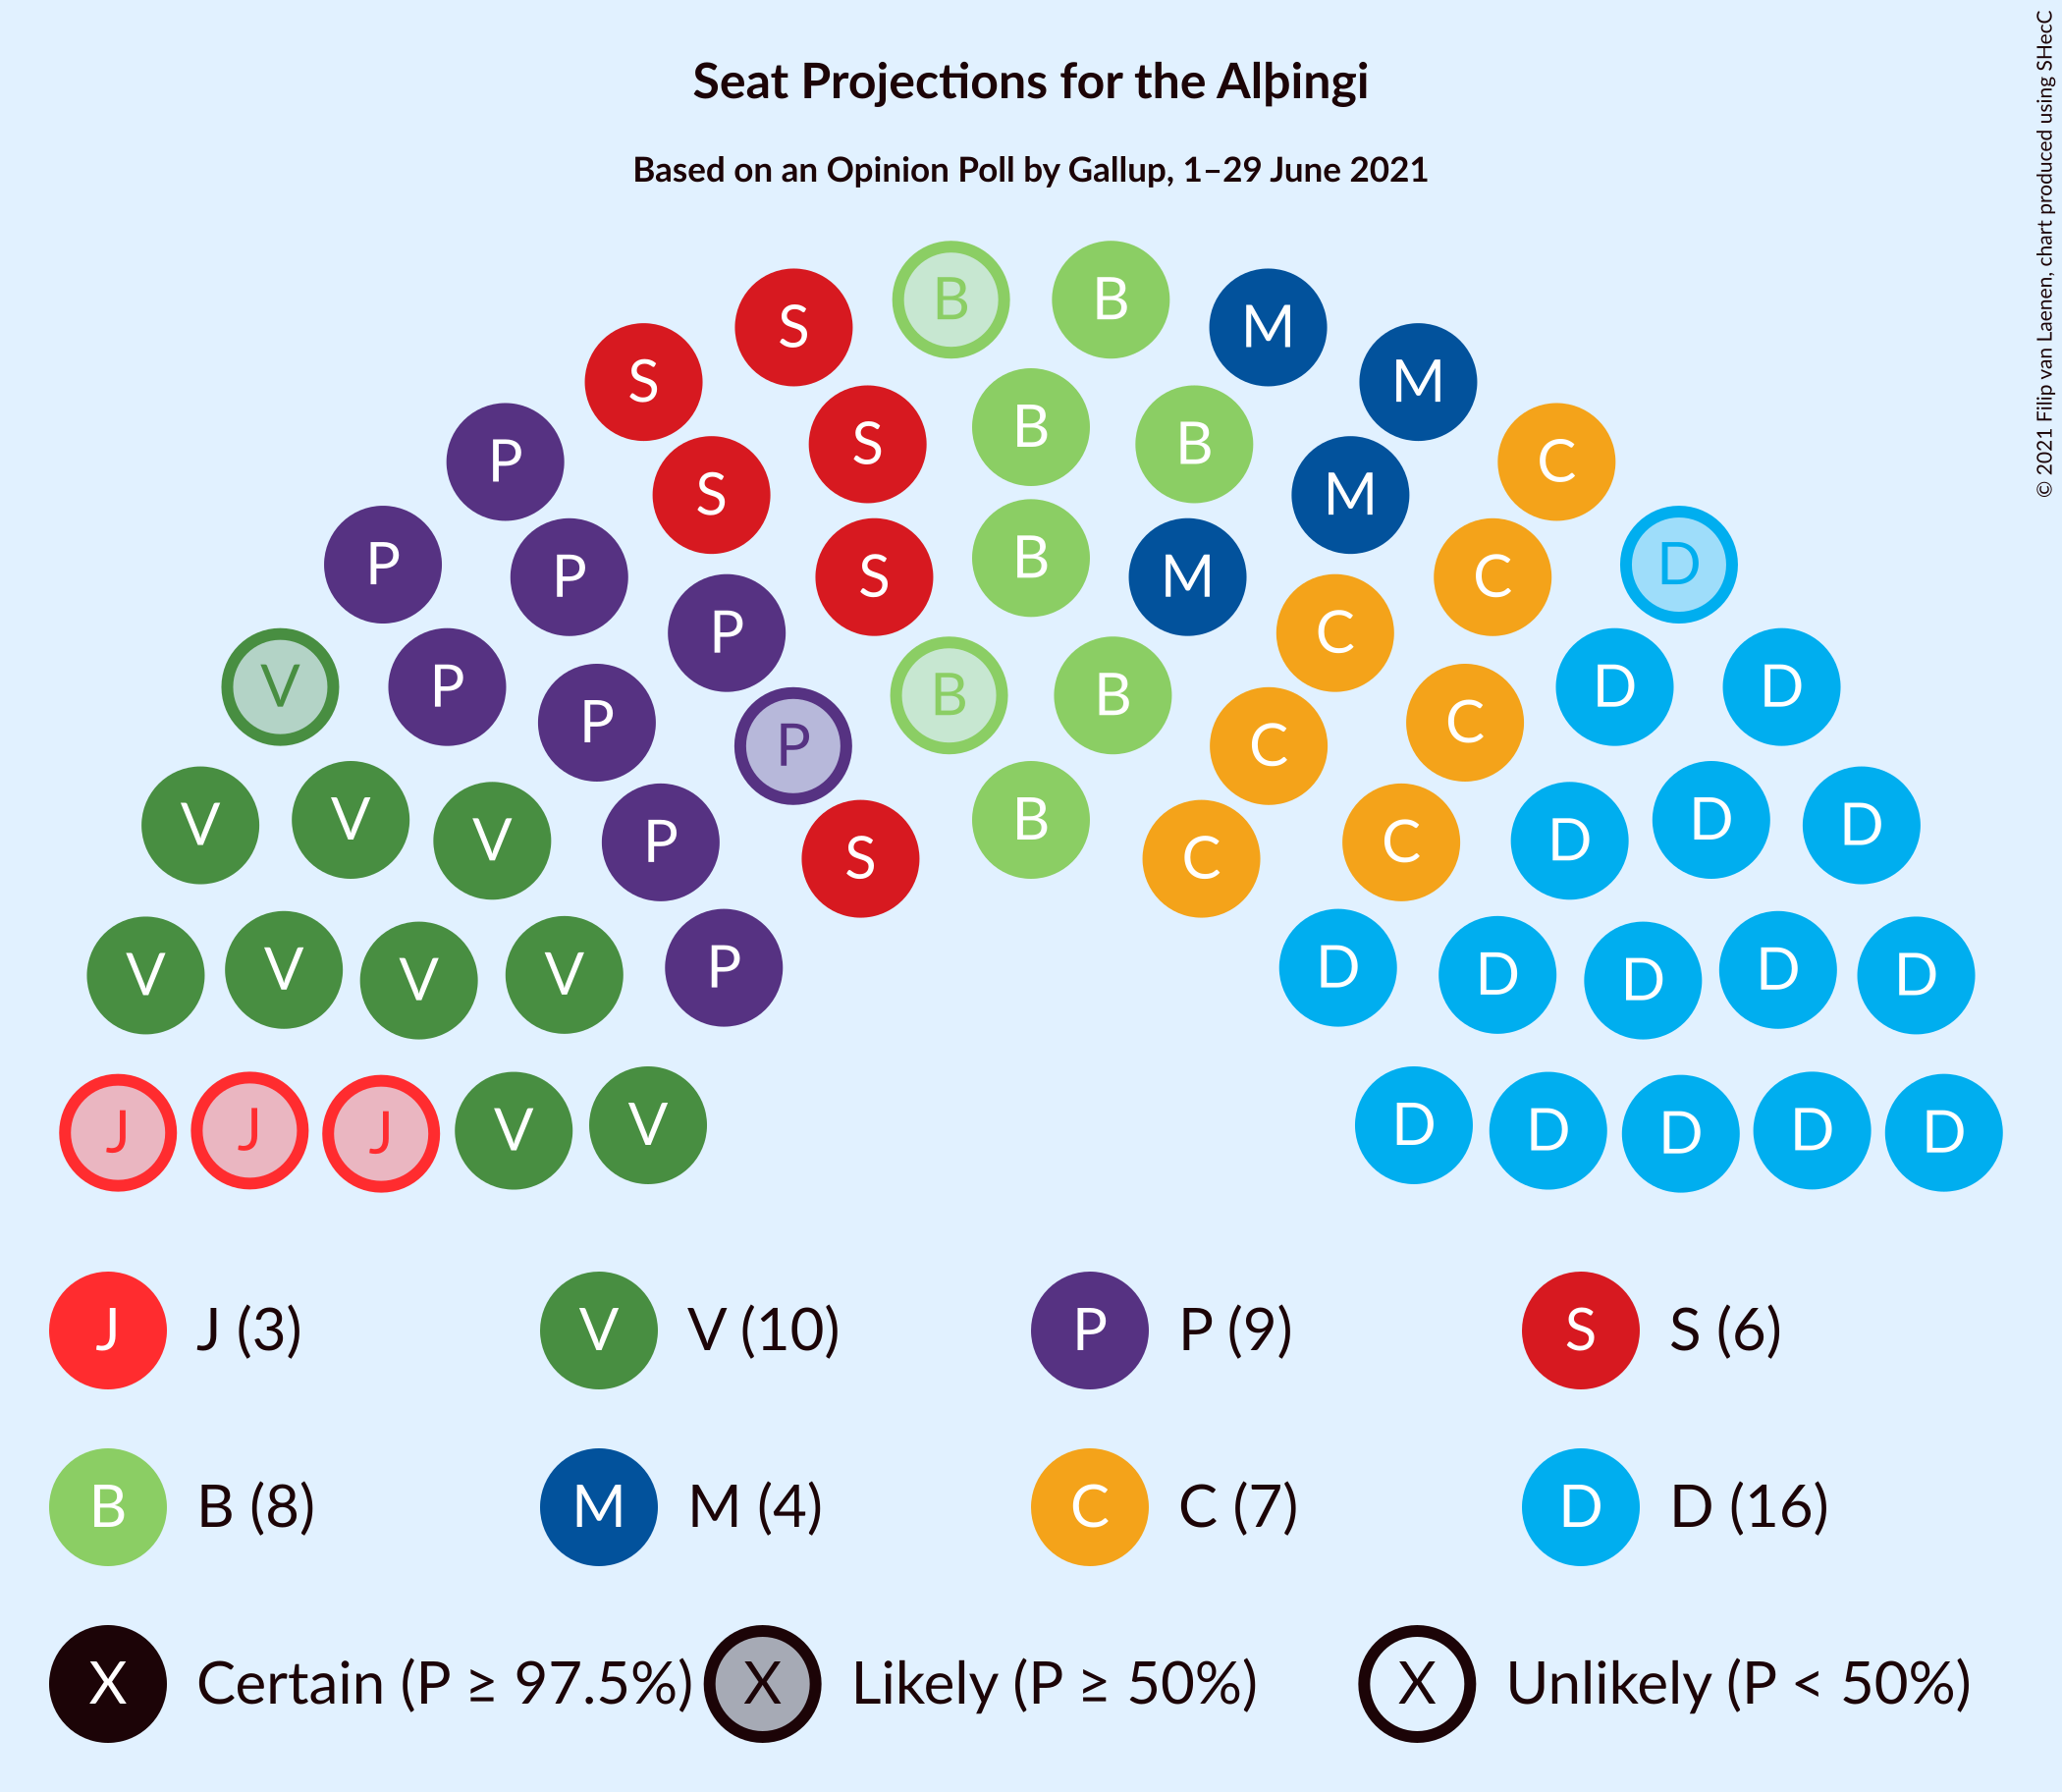 Seat Projections for the Alþingi
Based on an Opinion Poll by Gallup, 1–29 June 2021
© 2021 Filip van Laenen, chart produced using SHecC
B B
S M
S M
B
S B
P C
S M
B
P D
P S M C
P C
V P D D
B B
P C
P C
V V B D D
V P C D
S C
V V V V P D D D D D
J J J V V D D D D D
J J (3) V V (10) P P (9) S S (6)
B B (8) M M (4) C C (7) D D (16)
X Certain (P ≥ 97.5%) X Likely (P ≥ 50%) X Unlikely (P < 50%)